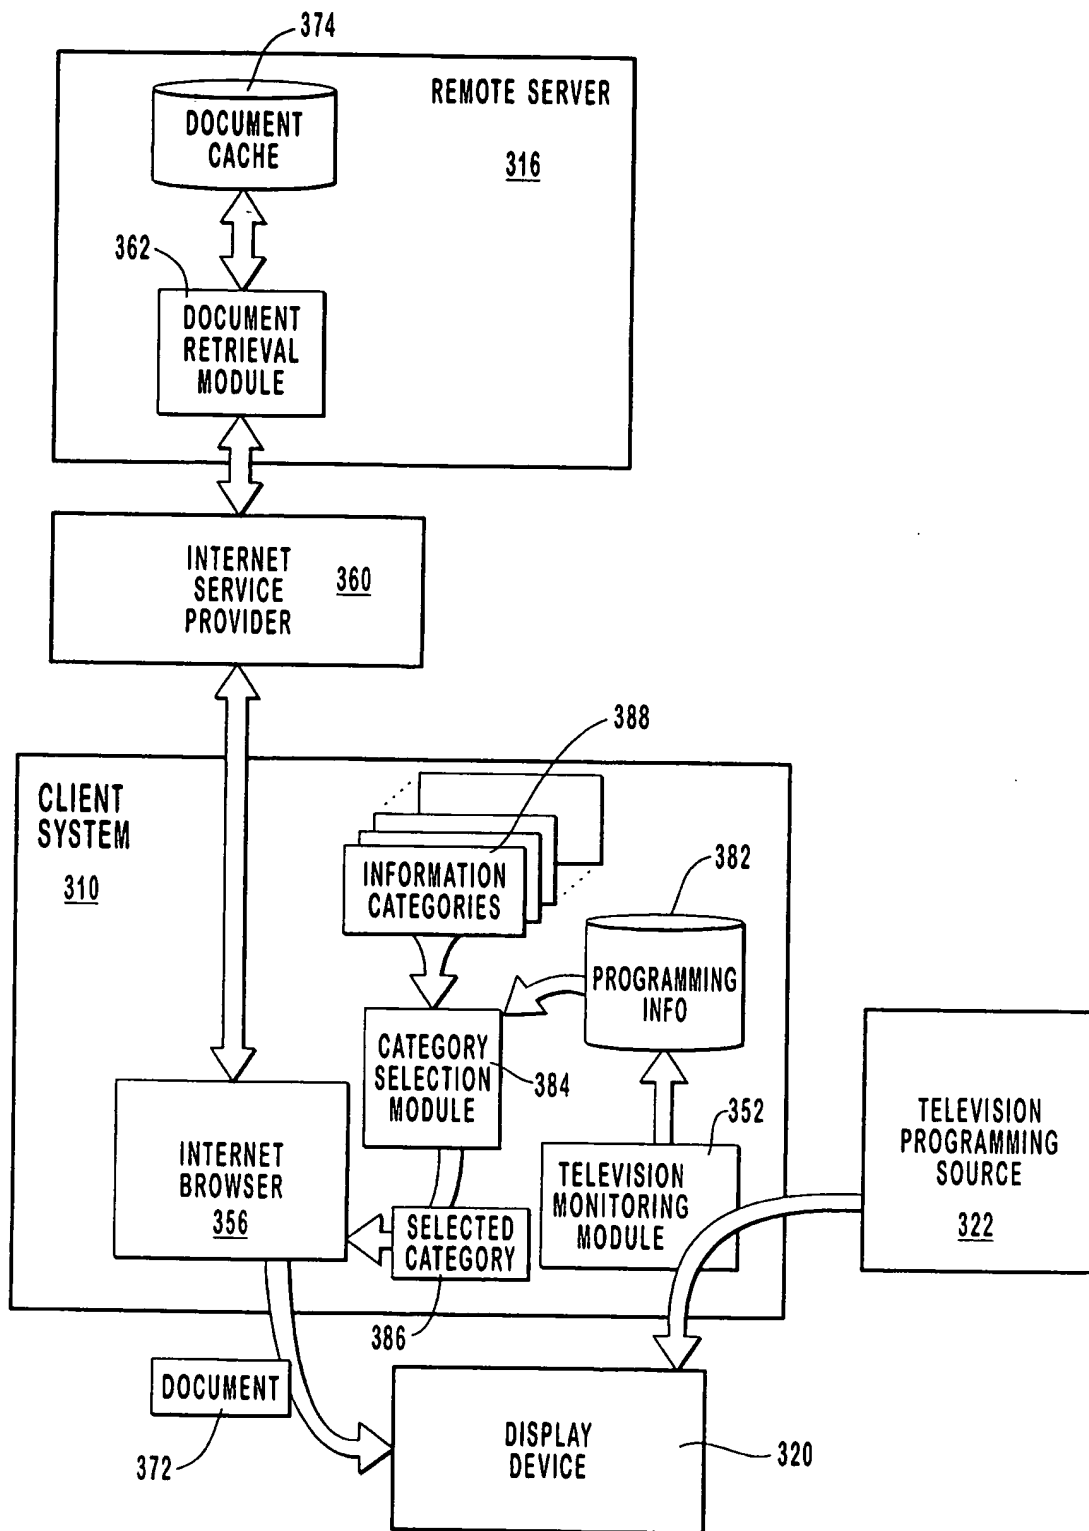 374
REMOTE SERVER
316
DOCUMENT
CACHE
362
DOCUMENT
RETRIEVAL
MODULE
INTERNET
SERVICE
PROVIDER
360
388
CLIENT
SYSTEM
310
INFORMATION
CATEGORIES
382
PROGRAMMING
INFO
CATEGORY
SELECTION
MODULE
384
352
TELEVISION
MONITORING
MODULE
TELEVISION
PROGRAMMING
SOURCE
322
INTERNET
BROWSER
356
SELECTED
CATEGORY
386
DOCUMENT
372
DISPLAY
DEVICE
320